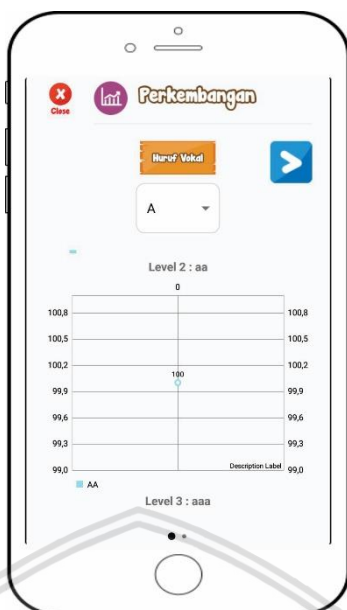 Close
Perkembangan
Huruf Vokal
A
Level 2 : aa
0
100,8 100,8
100,5 100,5
100,2 100,2
100
99,9 99,9
99,6 99,6
99,3 99,3
Description Label
99,0 99,0
AA
Level 3 : aaa